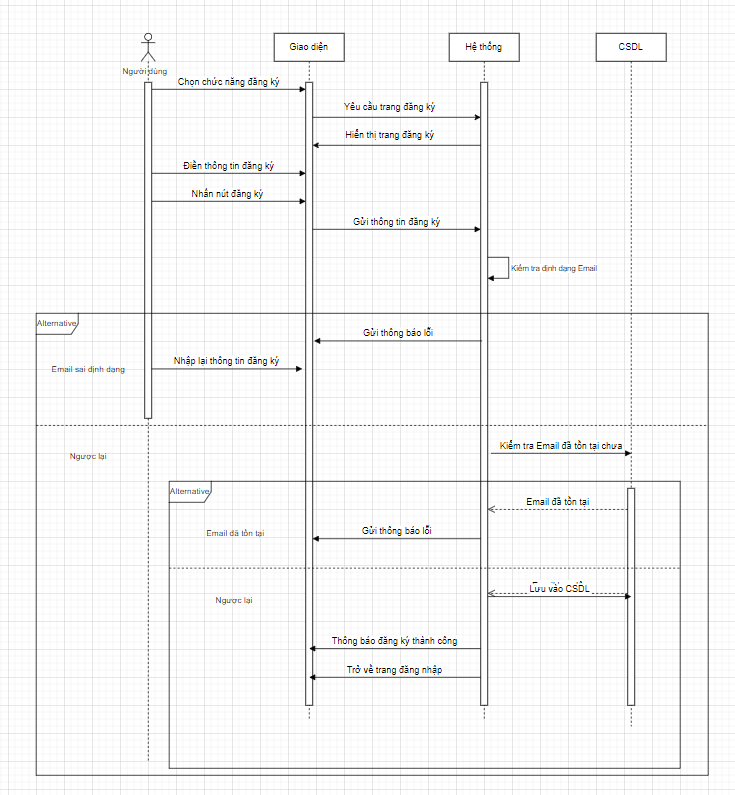 Giao diện
Hệ thống
CSDL
Người dùng
Chọn chức năng đăng ký
Yêu cầu trang đăng ký
Hiển thị trang đăng ký
Điền thông tin đăng ký
Nhấn nút đăng ký
Gửi thông tin đăng ký
Kiểm tra định dạng Email
Alternative
Gửi thông báo lỗi
Email sai định dạng
Nhập lại thông tin đăng ký
Ngược lại
Kiểm tra Email đã tồn tại chưa
Alternative
Email đã tồn tại
Email đã tồn tại
Gửi thông báo lỗi
Ngược lại
Lưu vào CSDL
Thông báo đăng ký thành công
Trở về trang đăng nhập